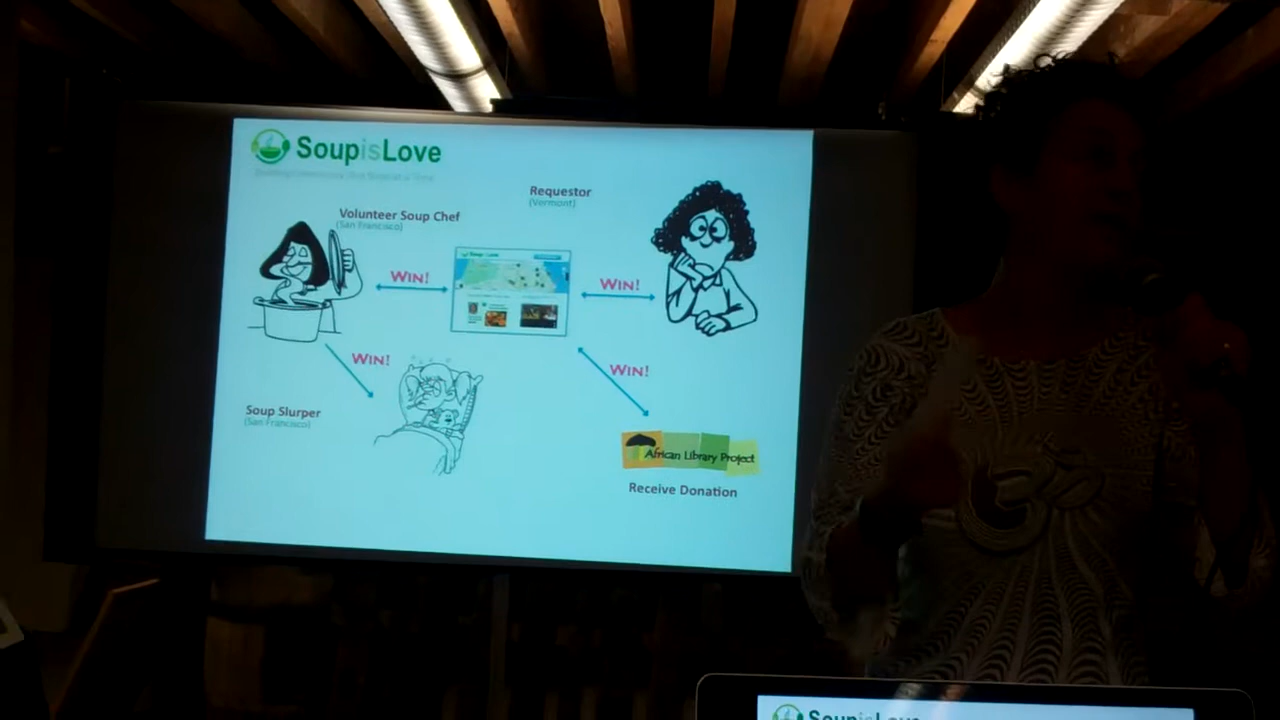 SoupisLove
Requestor
(Vermont)
Volunteer Soup Chef
(San Francisco)
WIN!
WIN!
WIN!
WIN!
Soup Slurper
(San Francisco)
African Library Project
Receive Donation
SoupisLove